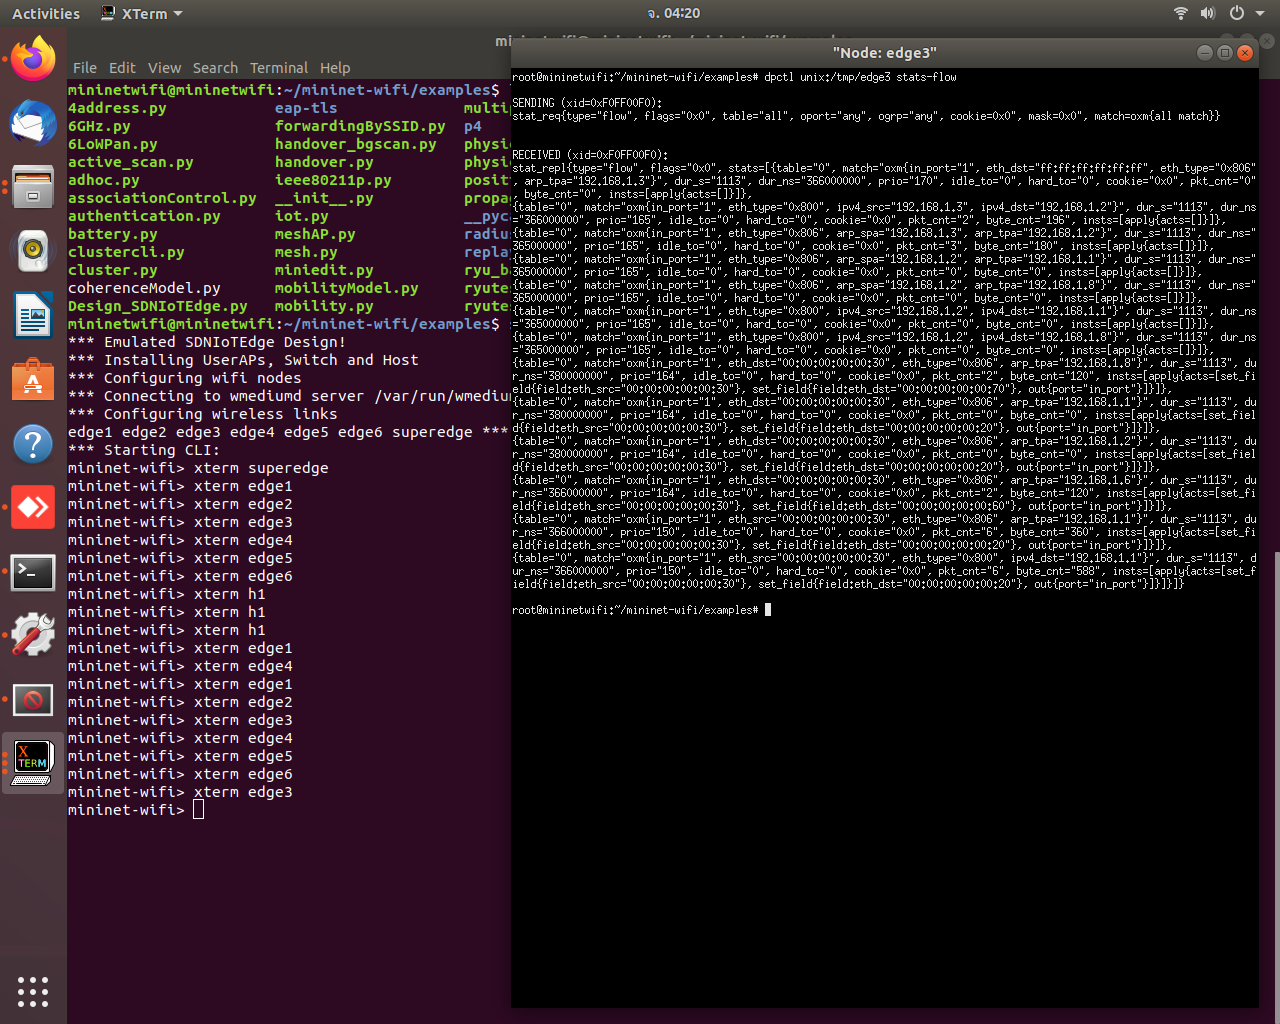 Activities
XTerm
จ. 04:20
File Edit View Search Terminal Help
mininetwifi@mininetwifi:~/mininet-wifi/examples$
4address.py eap-tls
6GHz.py forwardingBySSID.py p4
6LoWPan.py handover_bgscan.py
active_scan.py handover.py
adhoc.py ieee80211p.py
associationControl.py __init__.py
authentication.py iot.py
battery.py meshAP.py
clustercli.py mesh.py
cluster.py miniedit.py
coherenceModel.py mobilityModel.py
Design_SDNIoTEdge.py mobility.py
mininetwifi@mininetwifi:~/mininet-wifi/examples$
*** Emulated SDNIoTEdge Design!
*** Installing UserAPs, Switch and Host
*** Configuring wifi nodes
*** Connecting to wmediumd server /var/run/wmediu
*** Configuring wireless links
edge1 edge2 edge3 edge4 edge5 edge6 superedge ***
*** Starting CLI:
mininet-wifi> xterm superedge
mininet-wifi> xterm edge1
mininet-wifi> xterm edge2
mininet-wifi> xterm edge3
mininet-wifi> xterm edge4
mininet-wifi> xterm edge5
mininet-wifi> xterm edge6
mininet-wifi> xterm h1
mininet-wifi> xterm h1
mininet-wifi> xterm h1
mininet-wifi> xterm edge1
mininet-wifi> xterm edge4
mininet-wifi> xterm edge1
mininet-wifi> xterm edge2
mininet-wifi> xterm edge3
mininet-wifi> xterm edge4
mininet-wifi> xterm edge5
mininet-wifi> xterm edge6
mininet-wifi> xterm edge3
mininet-wifi>
"Node: edge3"
root@mininetwifi:~/mininet-wifi/examples# dpctl unix:/tmp/edge3 stats-flow
SENDING (xid=0xF0FF00F0):
stat_req{type="flow", flags="0x0", table="all", oport="any", ogrp="any", cookie=0x0", mask=0x0", match=oxm{all match}}
RECEIVED (xid=0xF0FF00F0):
stat_repl{type="flow", flags="0x0", stats=[{table="0", match="oxm{in_port="1", eth_dst="ff:ff:ff:ff:ff:ff", eth_type="0x806"
, arp_tpa="192.168.1.3"}", dur_s="1113", dur_ns="366000000", prio="170", idle_to="0", hard_to="0", cookie="0x0", pkt_cnt="0"
, byte_cnt="0", insts=[apply{acts=[]}]},
{table="0", match="oxm{in_port="1", eth_type="0x800", ipv4_src="192.168.1.3", ipv4_dst="192.168.1.2"}", dur_s="1113", dur_ns
="366000000", prio="165", idle_to="0", hard_to="0", cookie="0x0", pkt_cnt="2", byte_cnt="196", insts=[apply{acts=[]}]},
{table="0", match="oxm{in_port="1", eth_type="0x806", arp_spa="192.168.1.3", arp_tpa="192.168.1.2"}", dur_s="1113", dur_ns=
"365000000", prio="165", idle_to="0", hard_to="0", cookie="0x0", pkt_cnt="3", byte_cnt="180", insts=[apply{acts=[]}]},
{table="0", match="oxm{in_port="1", eth_type="0x806", arp_spa="192.168.1.2", arp_tpa="192.168.1.1"}", dur_s="1113", dur_ns=
"365000000", prio="165", idle_to="0", hard_to="0", cookie="0x0", pkt_cnt="0", byte_cnt="0", insts=[apply{acts=[]}]},
{table="0", match="oxm{in_port="1", eth_type="0x806", arp_spa="192.168.1.2", arp_tpa="192.168.1.8"}", dur_s="1113", dur_ns=
"365000000", prio="165", idle_to="0", hard_to="0", cookie="0x0", pkt_cnt="0", byte_cnt="0", insts=[apply{acts=[]}]},
{table="0", match="oxm{in_port="1", eth_type="0x800", ipv4_src="192.168.1.2", ipv4_dst="192.168.1.1"}", dur_s="1113", dur_ns
="365000000", prio="165", idle_to="0", hard_to="0", cookie="0x0", pkt_cnt="0", byte_cnt="0", insts=[apply{acts=[]}]},
{table="0", match="oxm{in_port="1", eth_type="0x800", ipv4_src="192.168.1.2", ipv4_dst="192.168.1.8"}", dur_s="1113", dur_ns
="365000000", prio="165", idle_to="0", hard_to="0", cookie="0x0", pkt_cnt="0", byte_cnt="0", insts=[apply{acts=[]}]},
{table="0", match="oxm{in_port="1", eth_dst="00:00:00:00:00:30", eth_type="0x806", arp_tpa="192.168.1.8"}", dur_s="1113", d
ur_ns="380000000", prio="164", idle_to="0", hard_to="0", cookie="0x0", pkt_cnt="2", byte_cnt="120", insts=[apply{acts=[set_fi
eld{field:eth_src="00:00:00:00:00:30"}, set_field{field:eth_dst="00:00:00:00:00:70"}, out{port="in_port"}]}]},
{table="0", match="oxm{in_port="1", eth_dst="00:00:00:00:00:30", eth_type="0x806", arp_tpa="192.168.1.1"}", dur_s="1113", du
r_ns="380000000", prio="164", idle_to="0", hard_to="0", cookie="0x0", pkt_cnt="0", byte_cnt="0", insts=[apply{acts=[set_fiel
d{field:eth_src="00:00:00:00:00:30"}, set_field{field:eth_dst="00:00:00:00:00:20"}, out{port="in_port"}]}]},
{table="0", match="oxm{in_port="1", eth_dst="00:00:00:00:00:30", eth_type="0x806", arp_tpa="192.168.1.2"}", dur_s="1113", du
r_ns="380000000", prio="164", idle_to="0", hard_to="0", cookie="0x0", pkt_cnt="0", byte_cnt="0", insts=[apply{acts=[set_fiel
d{field:eth_src="00:00:00:00:00:30"}, set_field{field:eth_dst="00:00:00:00:00:20"}, out{port="in_port"}]}]},
{table="0", match="oxm{in_port="1", eth_dst="00:00:00:00:00:30", eth_type="0x806", arp_tpa="192.168.1.6"}", dur_s="1113", du
r_ns="366000000", prio="164", idle_to="0", hard_to="0", cookie="0x0", pkt_cnt="2", byte_cnt="120", insts=[apply{acts=[set_fi
eld{field:eth_src="00:00:00:00:00:30"}, set_field{field:eth_dst="00:00:00:00:00:60"}, out{port="in_port"}]}]},
{table="0", match="oxm{in_port="1", eth_src="00:00:00:00:00:30", eth_type="0x806", arp_tpa="192.168.1.1"}", dur_s="1113", du
r_ns="366000000", prio="150", idle_to="0", hard_to="0", cookie="0x0", pkt_cnt="6", byte_cnt="360", insts=[apply{acts=[set_fi
eld{field:eth_src="00:00:00:00:00:30"}, set_field{field:eth_dst="00:00:00:00:00:20"}, out{port="in_port"}]}]},
{table="0", match="oxm{in_port="1", eth_src="00:00:00:00:00:30", eth_type="0x800", ipv4_dst="192.168.1.1"}", dur_s="1113", d
ur_ns="366000000", prio="150", idle_to="0", hard_to="0", cookie="0x0", pkt_cnt="6", byte_cnt="588", insts=[apply{acts=[set_f
ield{field:eth_src="00:00:00:00:00:30"}, set_field{field:eth_dst="00:00:00:00:00:20"}, out{port="in_port"}]}]}]}
root@mininetwifi:~/mininet-wifi/examples#